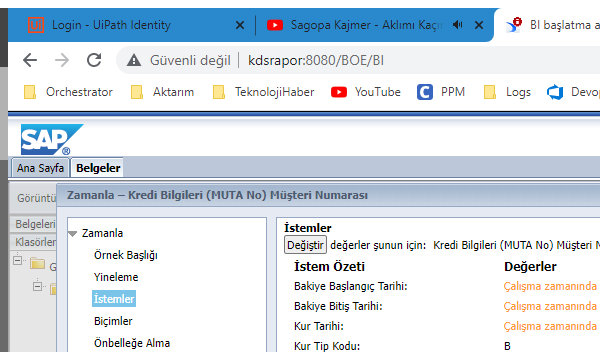 Login - UiPath Identity
Sagopa Kajmer - Aklımı Kaçı
BI başlatma a
Güvenli değil | kdsrapor:8080/BOE/BI
Orchestrator Aktarım TeknolojiHaber YouTube PPM Logs Devop
SAP
Ana Sayfa Belgeler
Görüntü
Zamanla – Kredi Bilgileri (MUTA No) Müşteri Numarası
Belgeleri
Klasörler
Zamanla
Örnek Başlığı
Yineleme
İstemler
Biçimler
Önbelleğe Alma
İstemler
Değiştir değerler şunun için: Kredi Bilgileri (MUTA No) Müşteri N
İstem Özeti Değerler
Bakiye Başlangıç Tarihi: Çalışma zamanında
Bakiye Bitiş Tarihi: Çalışma zamanında
Kur Tarihi: Çalışma zamanında
Kur Tip Kodu: B